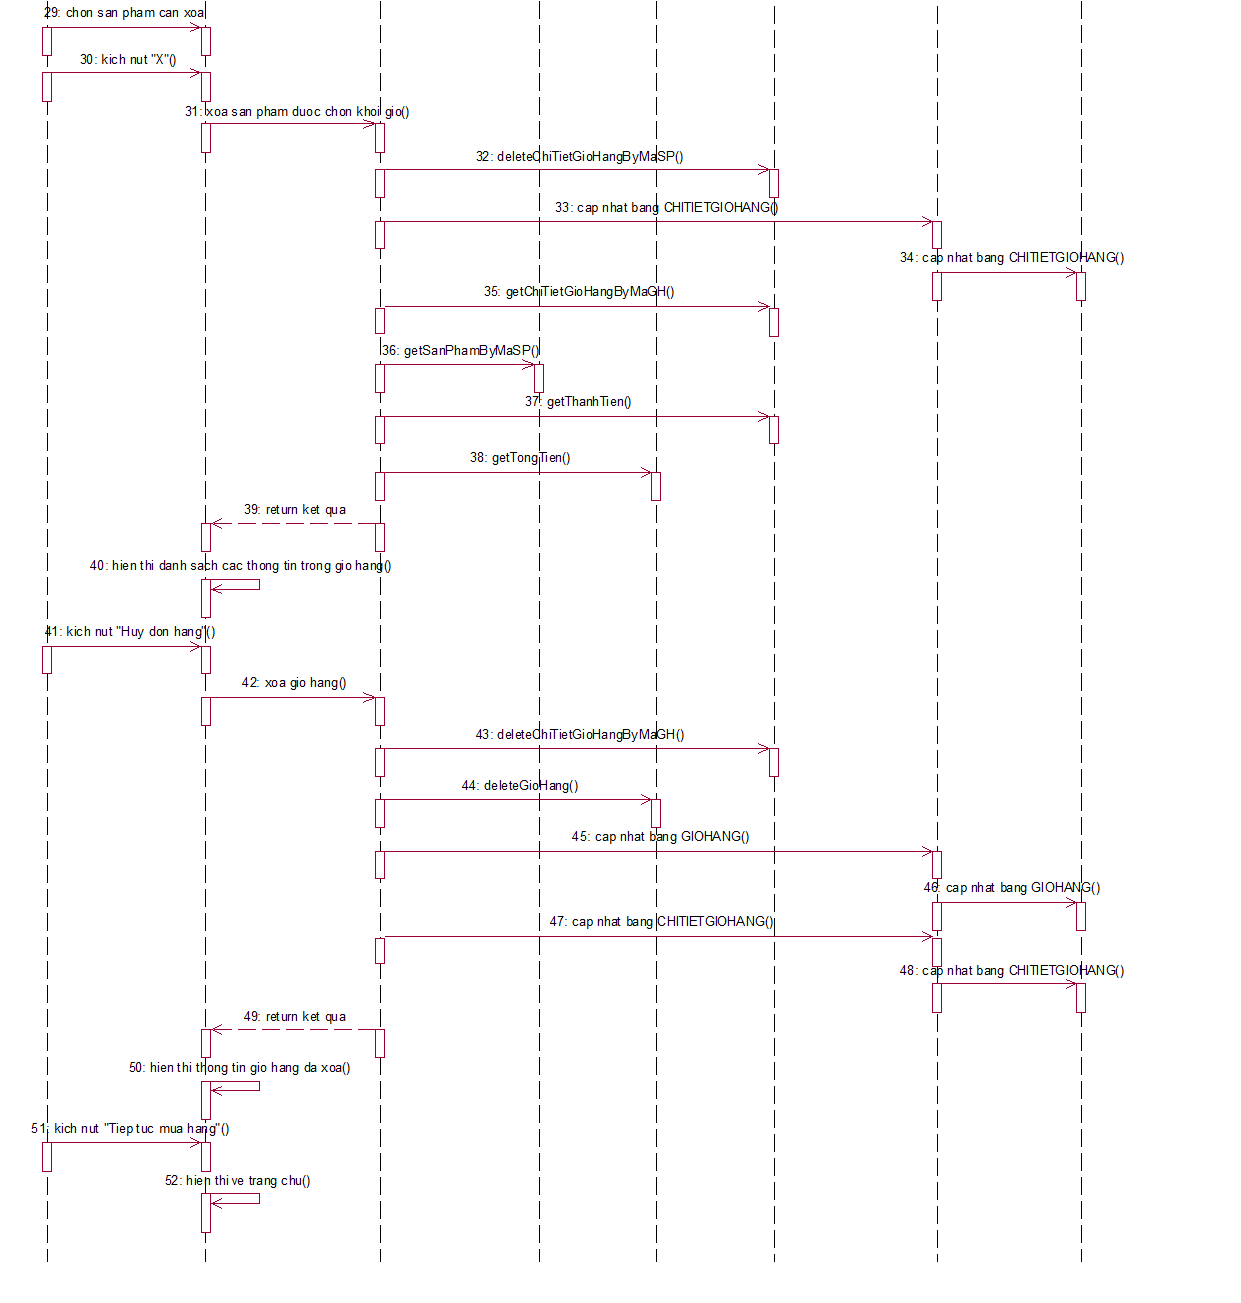 29: chon san pham can xoa
30: kich nut "X"()
31: xoa san pham duoc chon khoi gio()
32: deleteChiTietGioHangByMaSP()
33: cap nhat bang CHITIETGIOHANG()
34: cap nhat bang CHITIETGIOHANG()
35: getChiTietGioHangByMaGH()
36: getSanPhamByMaSP()
37: getThanhTien()
38: getTongTien()
39: return ket qua
40: hien thi danh sach cac thong tin trong gio hang()
41: kich nut "Huy don hang"()
42: xoa gio hang()
43: deleteChiTietGioHangByMaGH()
44: deleteGioHang()
45: cap nhat bang GIOHANG()
46: cap nhat bang GIOHANG()
47: cap nhat bang CHITIETGIOHANG()
48: cap nhat bang CHITIETGIOHANG()
49: return ket qua
50: hien thi thong tin gio hang da xoa()
51: kich nut "Tiep tuc mua hang"()
52: hien thi ve trang chu()